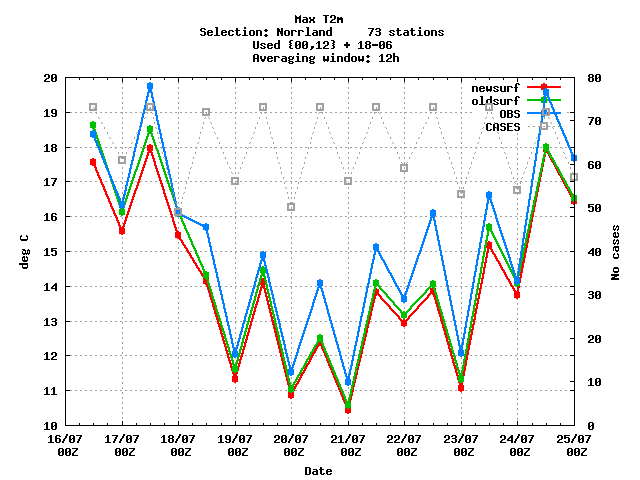 Max T2m
Selection: Norrland     73 stations
Used {00,12} + 18-06
Averaging window: 12h
deg C
20
19
18
17
16
15
14
13
12
11
10
No cases
80
70
60
50
40
30
20
10
0
newsurf
oldsurf
OBS
CASES
16/07 17/07 18/07 19/07 20/07 21/07 22/07 23/07 24/07 25/07
00Z 00Z 00Z 00Z 00Z 00Z 00Z 00Z 00Z 00Z
Date